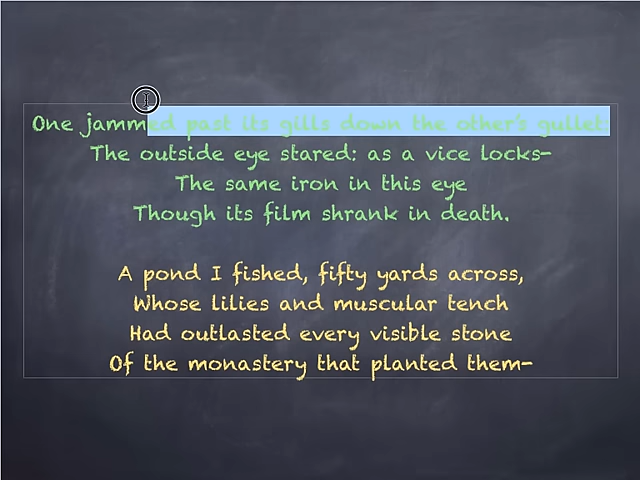 One jammed past its gills down the other's gullet:
The outside eye stared: as a vice locks-
The same iron in this eye
Though its film shrank in death.
A pond I fished, fifty yards across,
Whose lilies and muscular tench
Had outlasted every visible stone
Of the monastery that planted them-